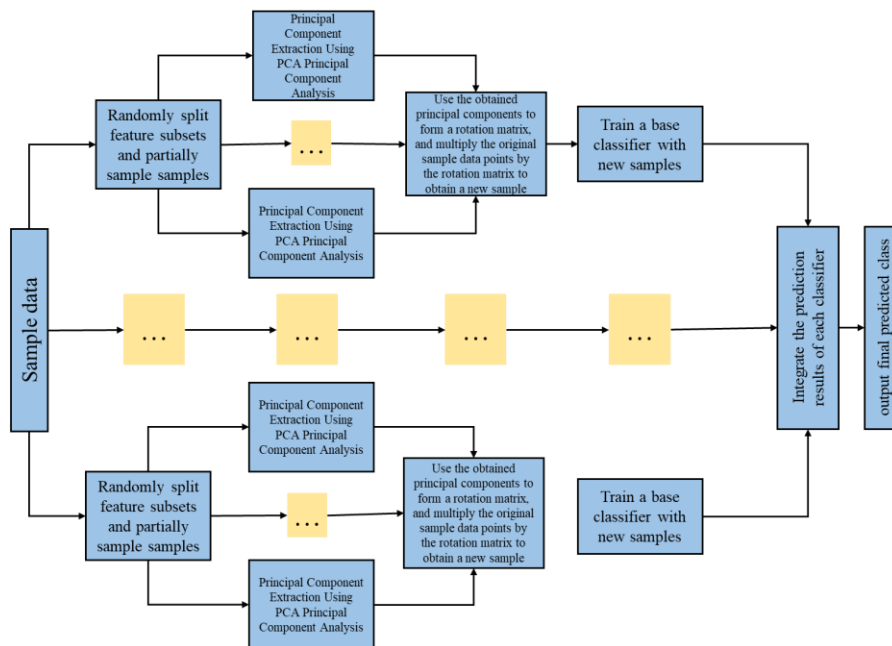 Principal
Component
Extraction Using
PCA Principal
Component
Analysis
Randomly split
feature subsets
and partially
sample samples
...
Use the obtained
principal components to
form a rotation matrix,
and multiply the original
sample data points by
the rotation matrix to
obtain a new sample
Train a base
classifier with
new samples
Principal Component
Extraction Using
PCA Principal
Component Analysis
Sample data
...
...
...
...
Integrate the prediction
results of each classifier
output final predicted class
Principal Component
Extraction Using
PCA Principal
Component Analysis
Randomly split
feature subsets
and partially
sample samples
...
Use the obtained
principal components to
form a rotation matrix,
and multiply the original
sample data points by
the rotation matrix to
obtain a new sample
Train a base
classifier with
new samples
Principal Component
Extraction Using
PCA Principal
Component Analysis